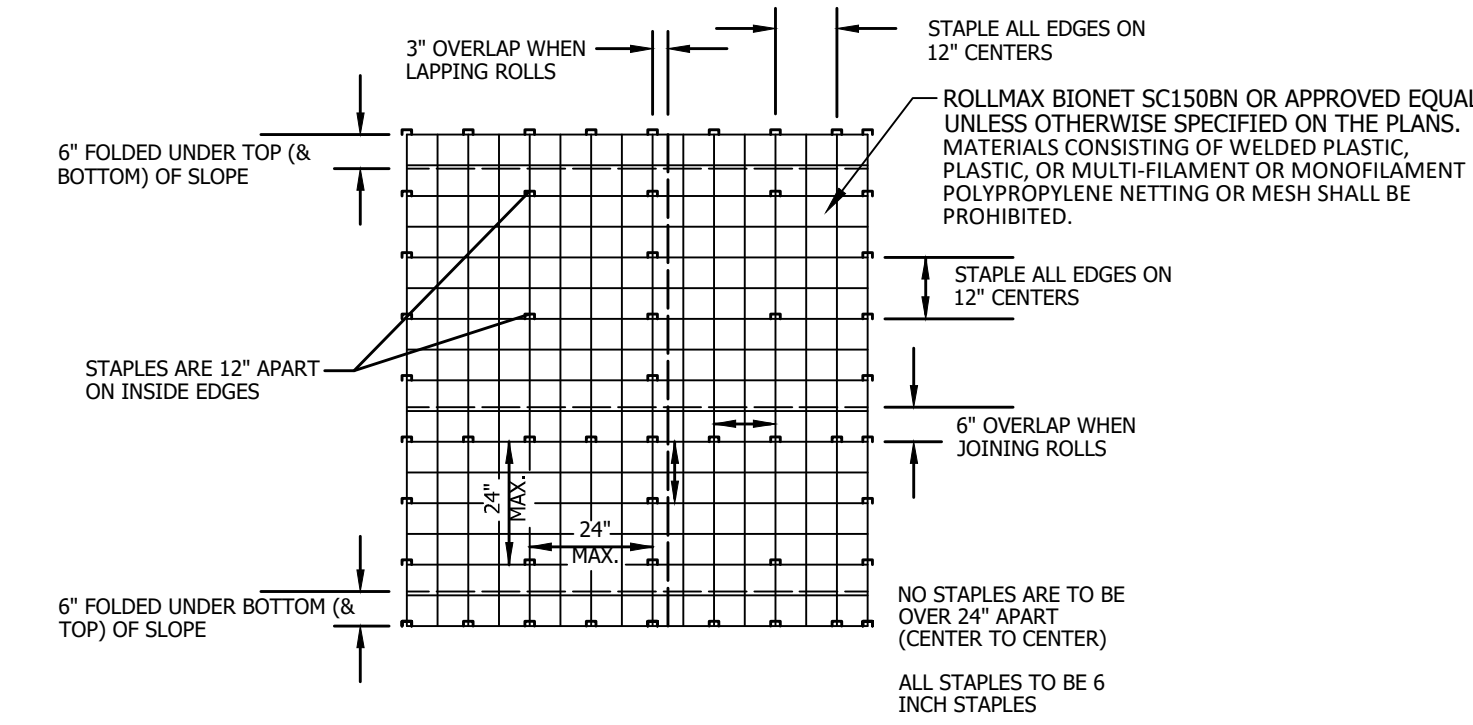 3" OVERLAP WHEN
LAPPING ROLLS
STAPLE ALL EDGES ON
12" CENTERS
ROLLMAX BIONET SC150BN OR APPROVED EQUAL
UNLESS OTHERWISE SPECIFIED ON THE PLANS.
MATERIALS CONSISTING OF WELDED PLASTIC,
PLASTIC, OR MULTI-FILAMENT OR MONOFILAMENT
POLYPROPYLENE NETTING OR MESH SHALL BE
PROHIBITED.
6" FOLDED UNDER TOP (&
BOTTOM) OF SLOPE
STAPLE ALL EDGES ON
12" CENTERS
STAPLES ARE 12" APART
ON INSIDE EDGES
6" OVERLAP WHEN
JOINING ROLLS
24"
MAX.
24"
MAX.
6" FOLDED UNDER BOTTOM (&
TOP) OF SLOPE
NO STAPLES ARE TO BE
OVER 24" APART
(CENTER TO CENTER)
ALL STAPLES TO BE 6
INCH STAPLES